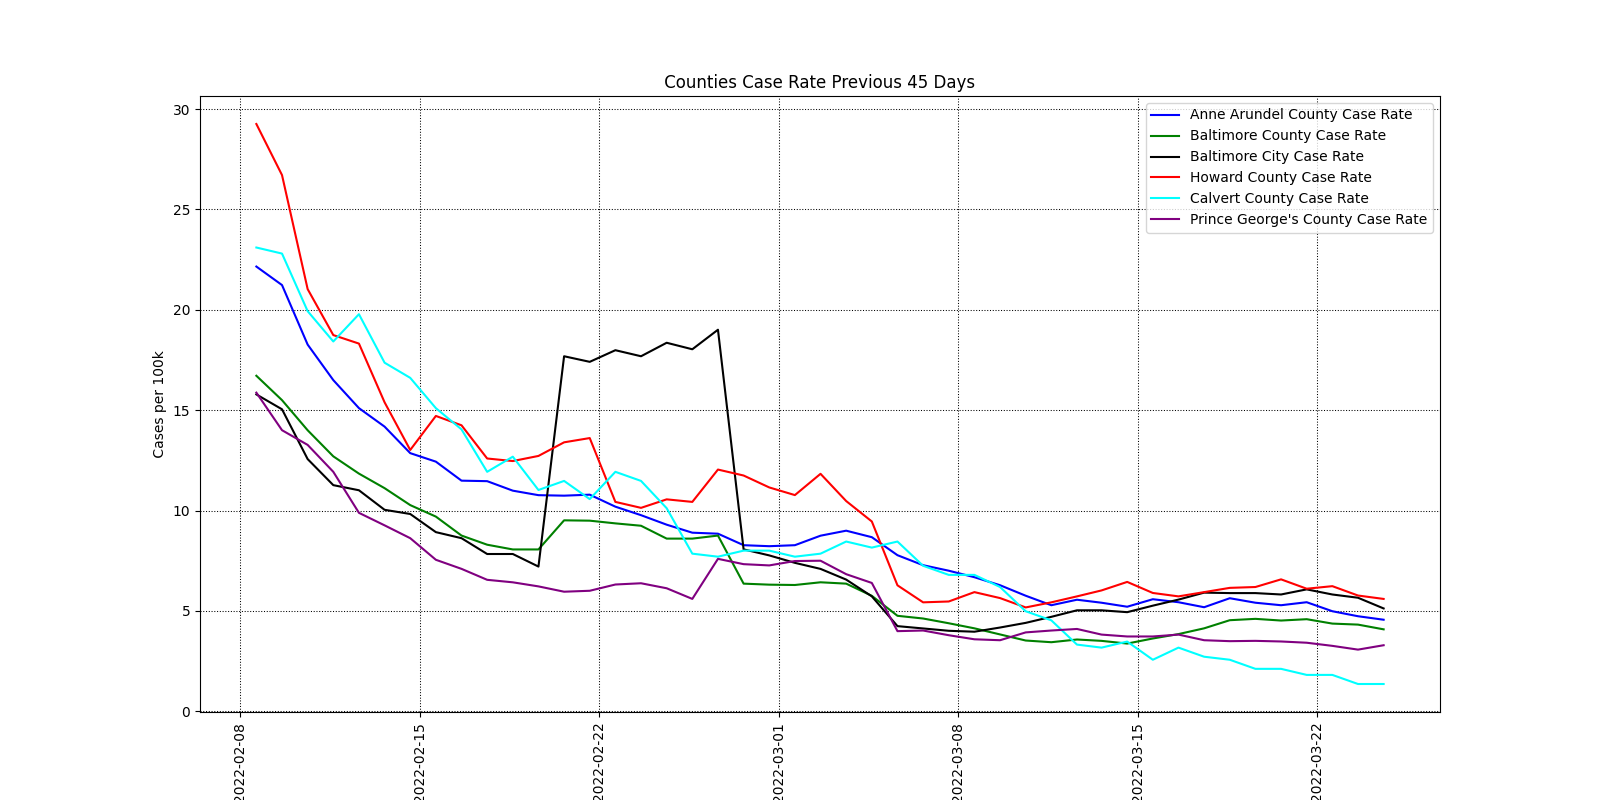 Counties Case Rate Previous 45 Days
30
25
20
15
10
5
0
Cases per 100k
Anne Arundel County Case Rate
Baltimore County Case Rate
Baltimore City Case Rate
Howard County Case Rate
Calvert County Case Rate
Prince George's County Case Rate
2022-02-08
2022-02-15
2022-02-22
2022-03-01
2022-03-08
2022-03-15
2022-03-22